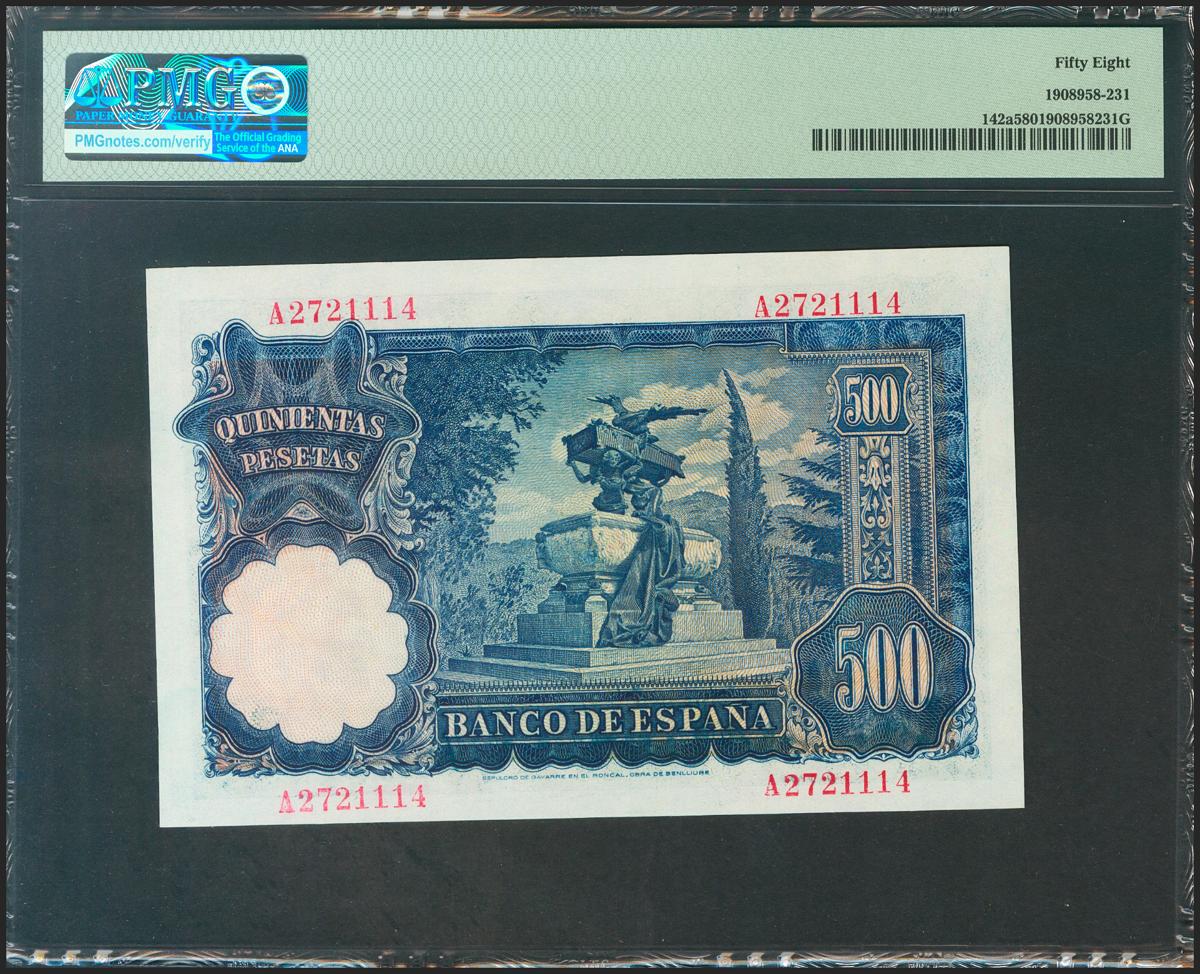 PMG
PAPER MONEY GUARANTY
PMGnotes.com/verify
The Official Grading
Service of the ANA
Fifty Eight
1908958-231
142a5801908958231G
A2721114
A2721114
QUINIENTAS
PESETAS
500
500
BANCO DE ESPAÑA
SEPULCRO DE GAYARRE EN EL RONCAL, OBRA DE BENLLIURE
A2721114
A2721114